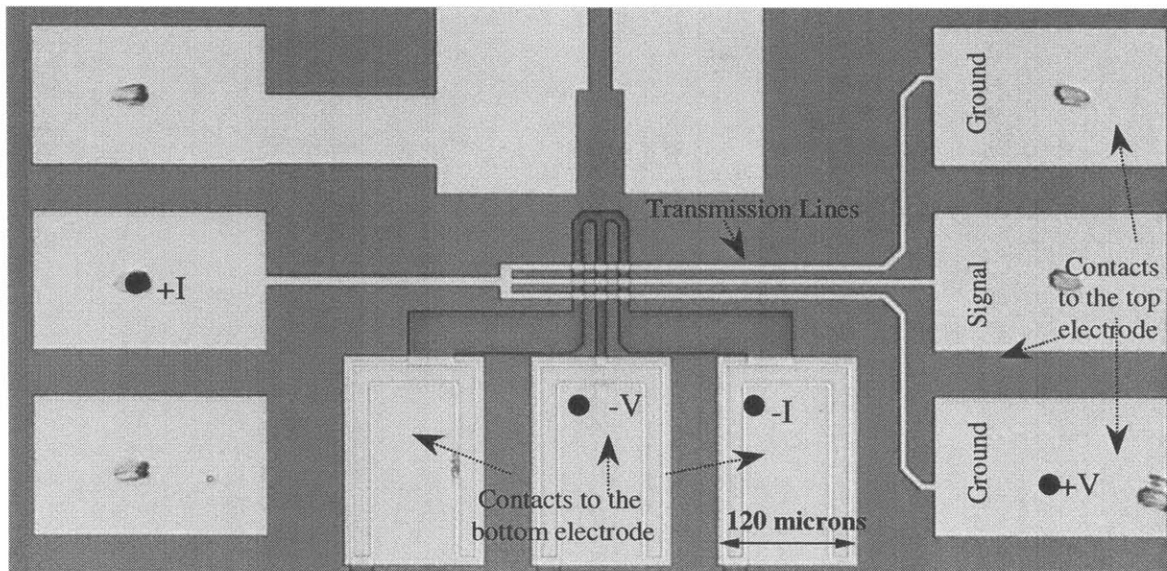 Ground
Transmission Lines
+I
Signal
Contacts
to the top
electrode
-V
-I
Ground
+V
Contacts to the
bottom electrode
120 microns